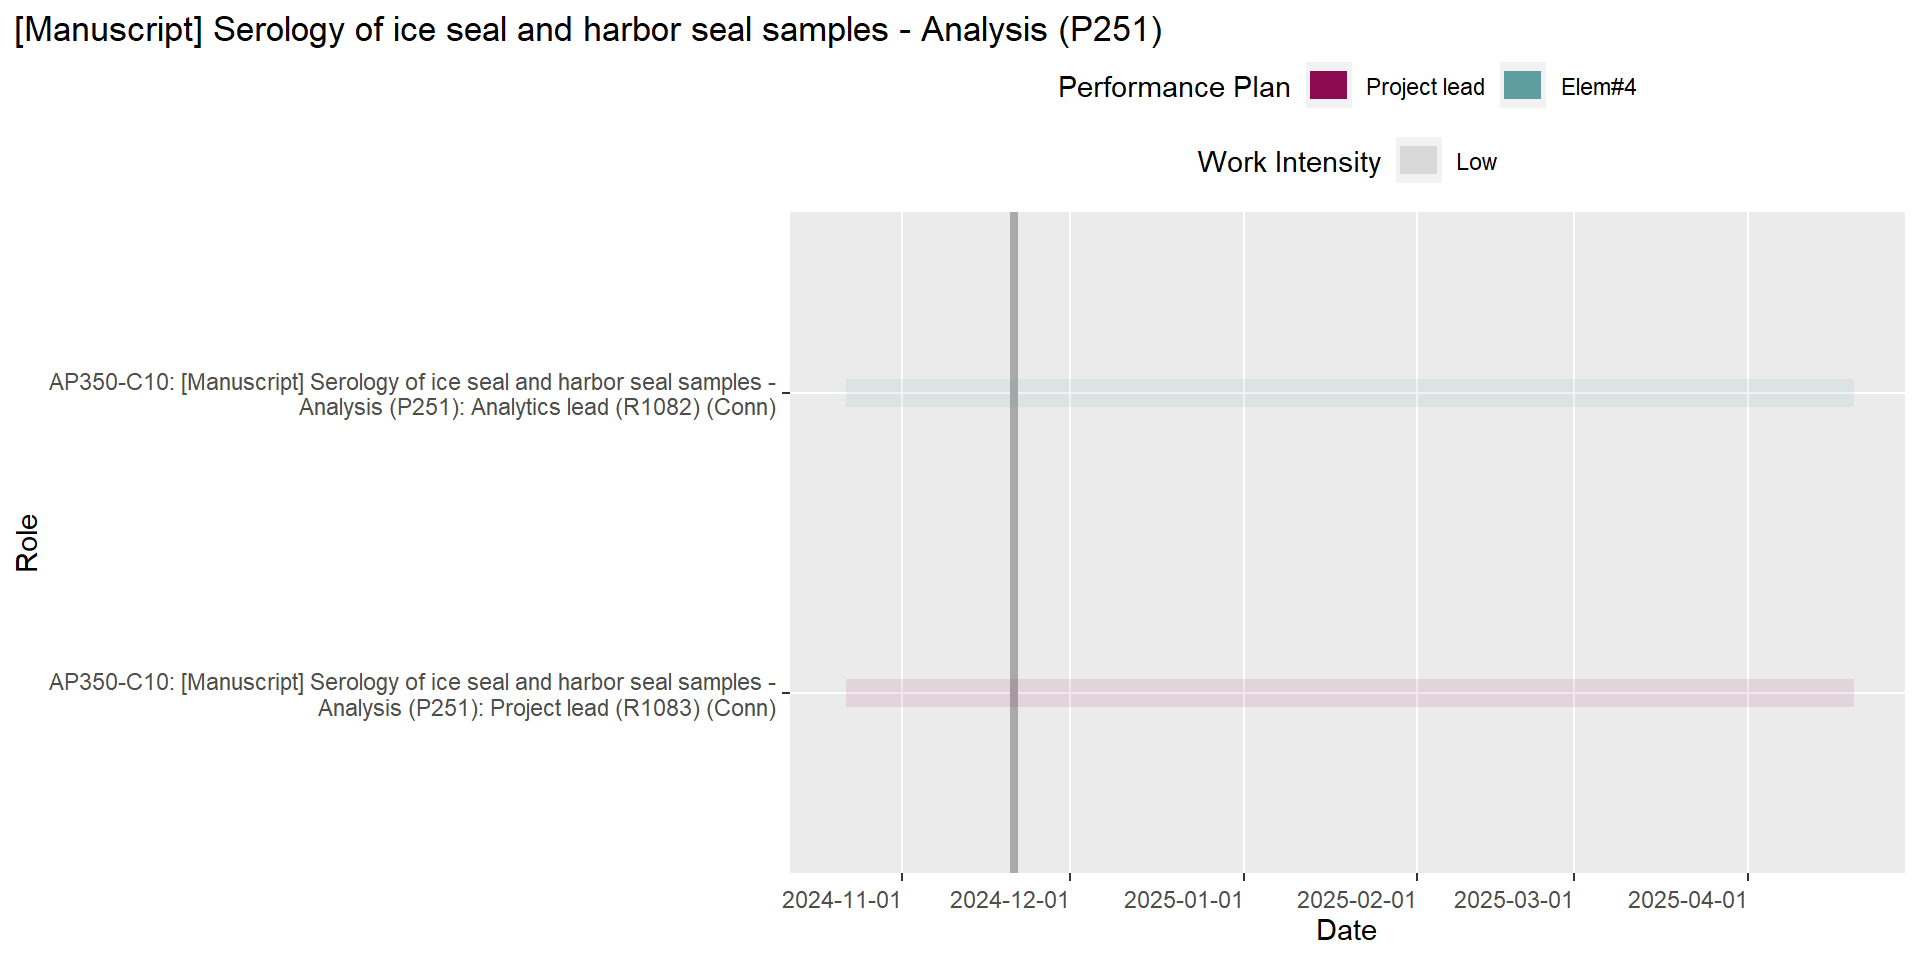 [Manuscript] Serology of ice seal and harbor seal samples - Analysis (P251)
Performance Plan Project lead Elem#4
Work Intensity Low
AP350-C10: [Manuscript] Serology of ice seal and harbor seal samples -
Analysis (P251): Analytics lead (R1082) (Conn)
Role
AP350-C10: [Manuscript] Serology of ice seal and harbor seal samples -
Analysis (P251): Project lead (R1083) (Conn)
2024-11-01 2024-12-01 2025-01-01 2025-02-01 2025-03-01 2025-04-01
Date